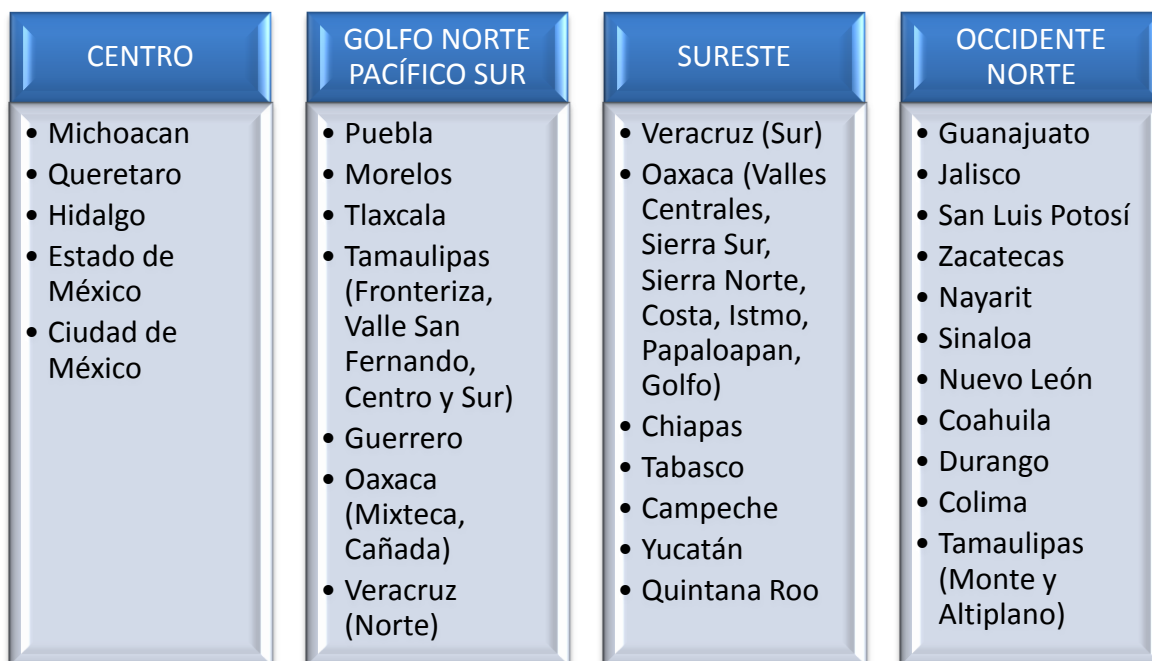 CENTRO
• Michoacan
• Queretaro
• Hidalgo
• Estado de
México
• Ciudad de
México
GOLFO NORTE
PACÍFICO SUR
• Puebla
• Morelos
• Tlaxcala
• Tamaulipas
(Fronteriza,
Valle San
Fernando,
Centro y Sur)
• Guerrero
• Oaxaca
(Mixteca,
Cañada)
• Veracruz
(Norte)
SURESTE
• Veracruz (Sur)
• Oaxaca (Valles
Centrales,
Sierra Sur,
Sierra Norte,
Costa, Istmo,
Papaloapan,
Golfo)
• Chiapas
• Tabasco
• Campeche
• Yucatán
• Quintana Roo
OCCIDENTE
NORTE
• Guanajuato
• Jalisco
• San Luis Potosí
• Zacatecas
• Nayarit
• Sinaloa
• Nuevo León
• Coahuila
• Durango
• Colima
• Tamaulipas
(Monte y
Altiplano)